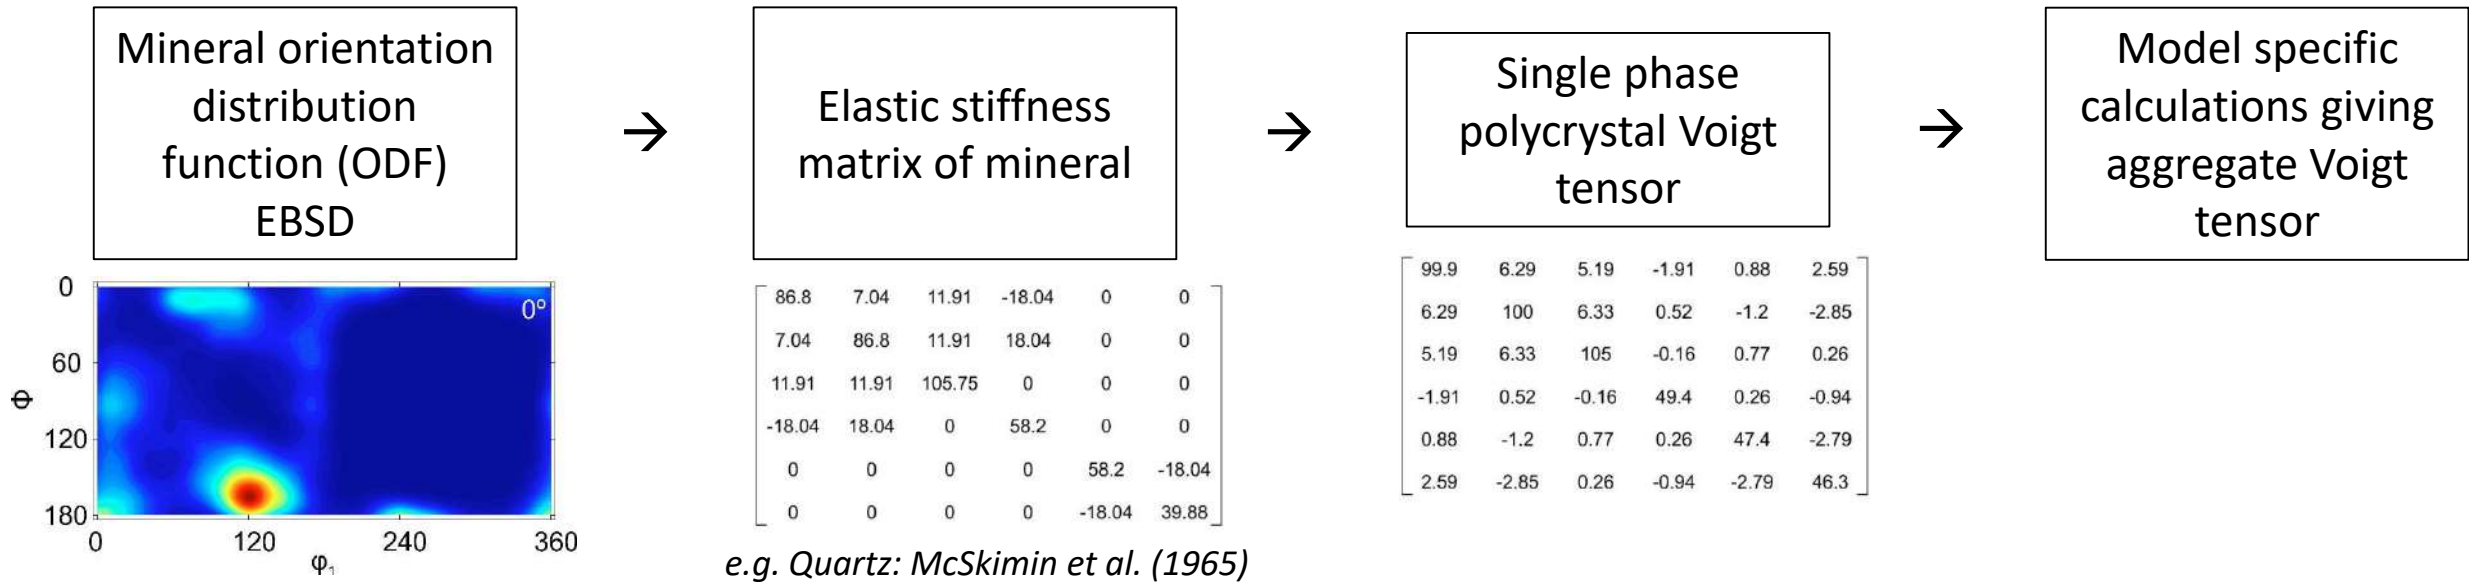 Mineral orientation
distribution
function (ODF)
EBSD
→
Elastic stiffness
matrix of mineral
→
Single phase
polycrystal Voigt
tensor
→
Model specific
calculations giving
aggregate Voigt
tensor
0
60
120
180
Φ
0º
0 120 240 360
φ₁
86.8 7.04 11.91 -18.04 0 0
7.04 86.8 11.91 18.04 0 0
11.91 11.91 105.75 0 0 0
-18.04 18.04 0 58.2 0 0
0 0 0 0 58.2 -18.04
0 0 0 0 -18.04 39.88
e.g. Quartz: McSkimin et al. (1965)
99.9 6.29 5.19 -1.91 0.88 2.59
6.29 100 6.33 0.52 -1.2 -2.85
5.19 6.33 105 -0.16 0.77 0.26
-1.91 0.52 -0.16 49.4 0.26 -0.94
0.88 -1.2 0.77 0.26 47.4 -2.79
2.59 -2.85 0.26 -0.94 -2.79 46.3